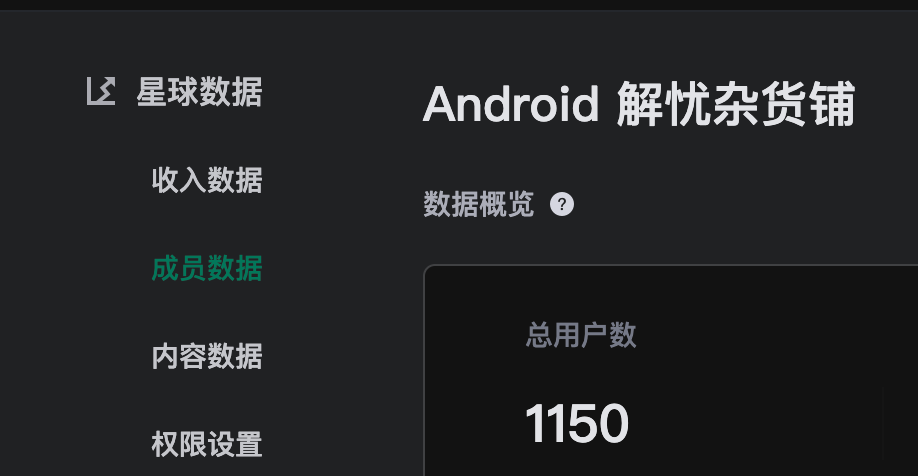 星球数据
收入数据
成员数据
内容数据
权限设置
Android 解忧杂货铺
数据概览 ?
总用户数
1150